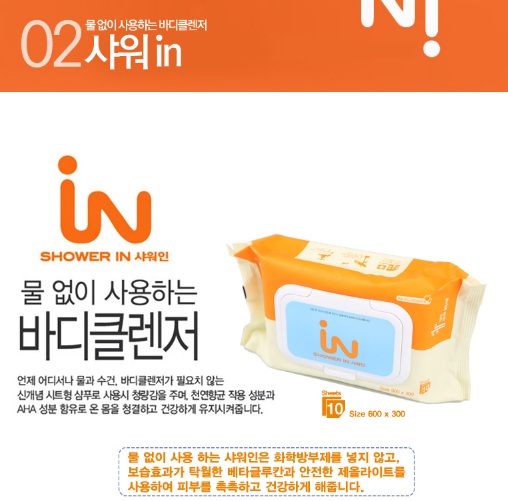 02 물 없이 사용하는 바디클렌저
샤워 in
in
SHOWER IN 샤워인
물 없이 사용하는
바디클렌저
언제 어디서나 물과 수건, 바디클렌저가 필요치 않는
신개념 시트형 샴푸로 사용시 청량감을 주며, 천연향균 작용 성분과
AHA 성분 함유로 온 몸을 청결하고 건강하게 유지시켜줍니다.
in
SHOWER IN 샤워인
Sheets
10 Size 600 x 300
물 없이 사용 하는 샤워인은 화학방부제를 넣지 않고,
보습효과가 탁월한 베타글루칸과 안전한 제올라이트를
사용하여 피부를 촉촉하고 건강하게 해줍니다.